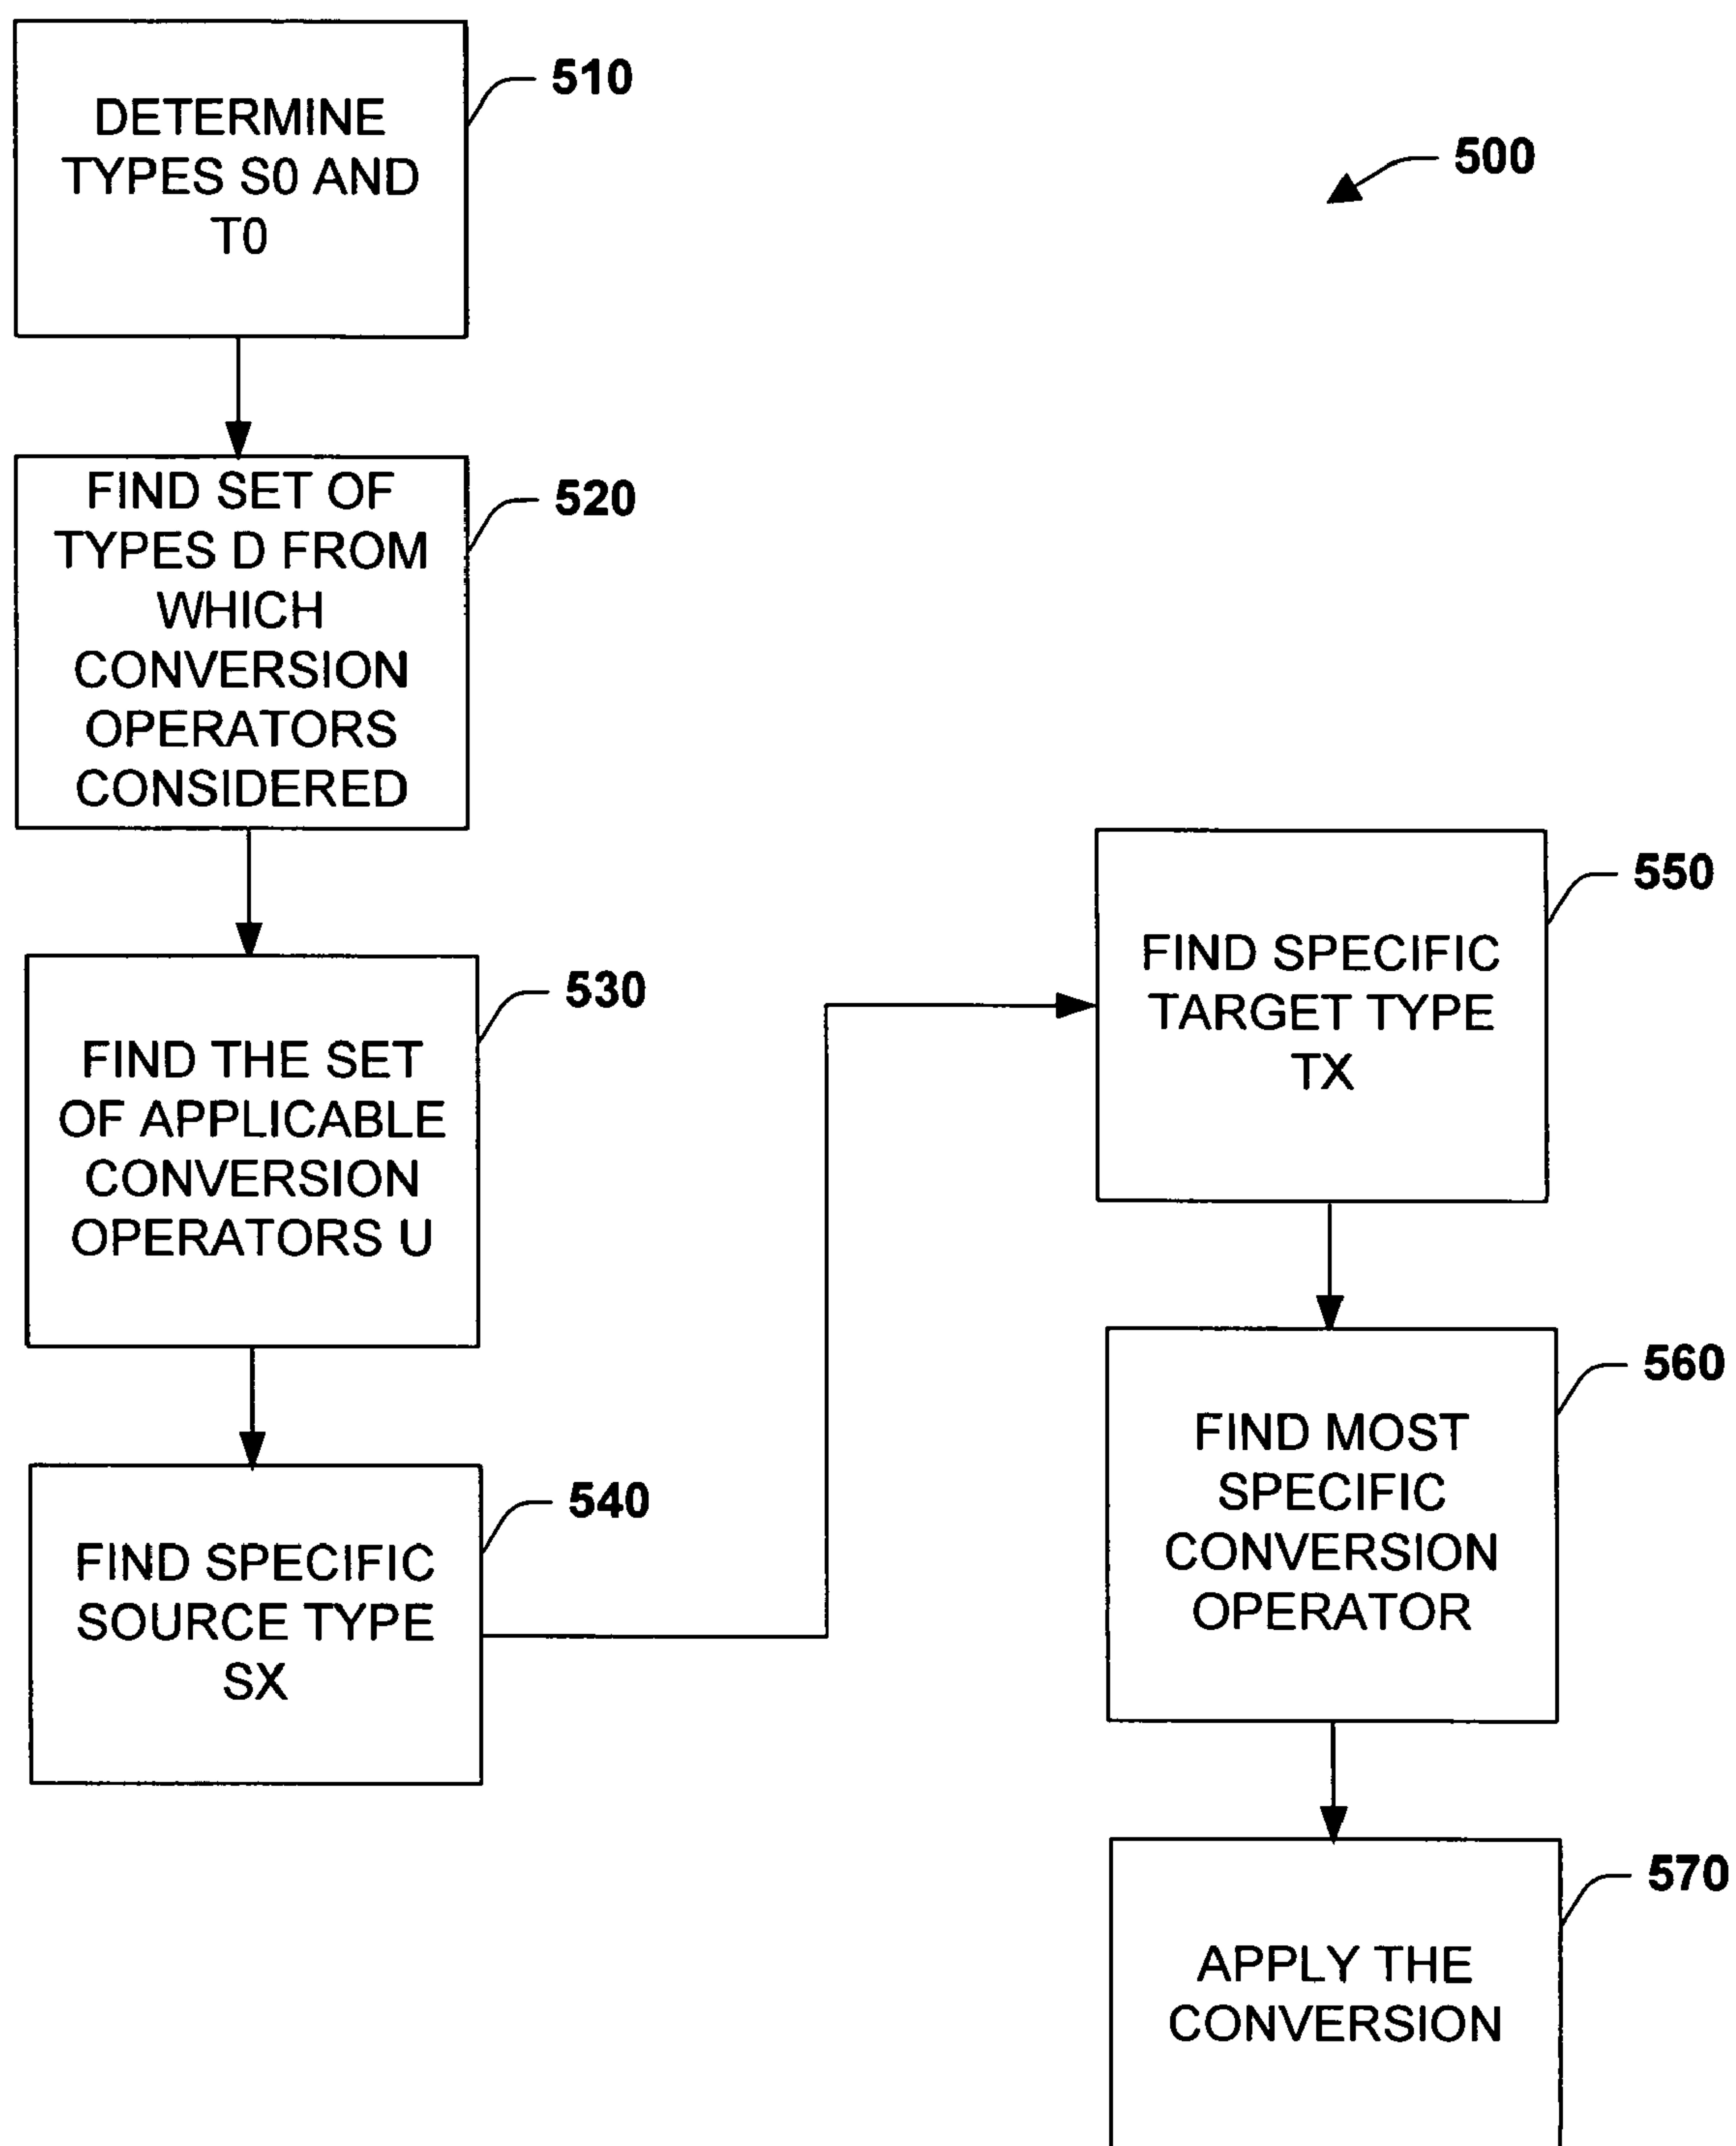 DETERMINE
TYPES S0 AND
T0
510
500
FIND SET OF
TYPES D FROM
WHICH
CONVERSION
OPERATORS
CONSIDERED
520
FIND THE SET
OF APPLICABLE
CONVERSION
OPERATORS U
530
FIND SPECIFIC
SOURCE TYPE
SX
540
FIND SPECIFIC
TARGET TYPE
TX
550
FIND MOST
SPECIFIC
CONVERSION
OPERATOR
560
APPLY THE
CONVERSION
570